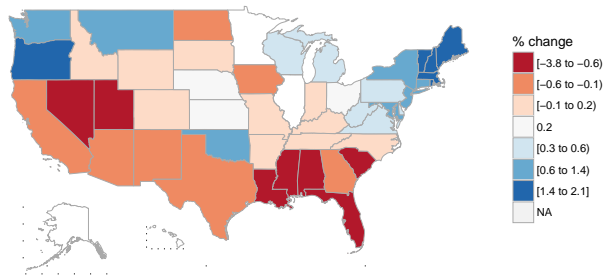 % change
[−3.8 to −0.6)
[−0.6 to −0.1)
[−0.1 to 0.2)
0.2
[0.3 to 0.6)
[0.6 to 1.4)
[1.4 to 2.1]
NA